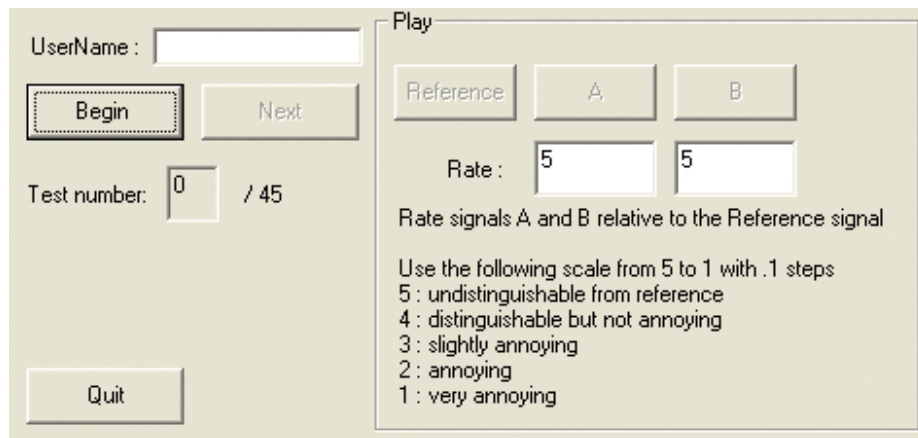 UserName :
Begin
Next
Test number: 0 / 45
Quit
Play
Reference
A
B
Rate : 5 5
Rate signals A and B relative to the Reference signal
Use the following scale from 5 to 1 with .1 steps
5 : undistinguishable from reference
4 : distinguishable but not annoying
3 : slightly annoying
2 : annoying
1 : very annoying